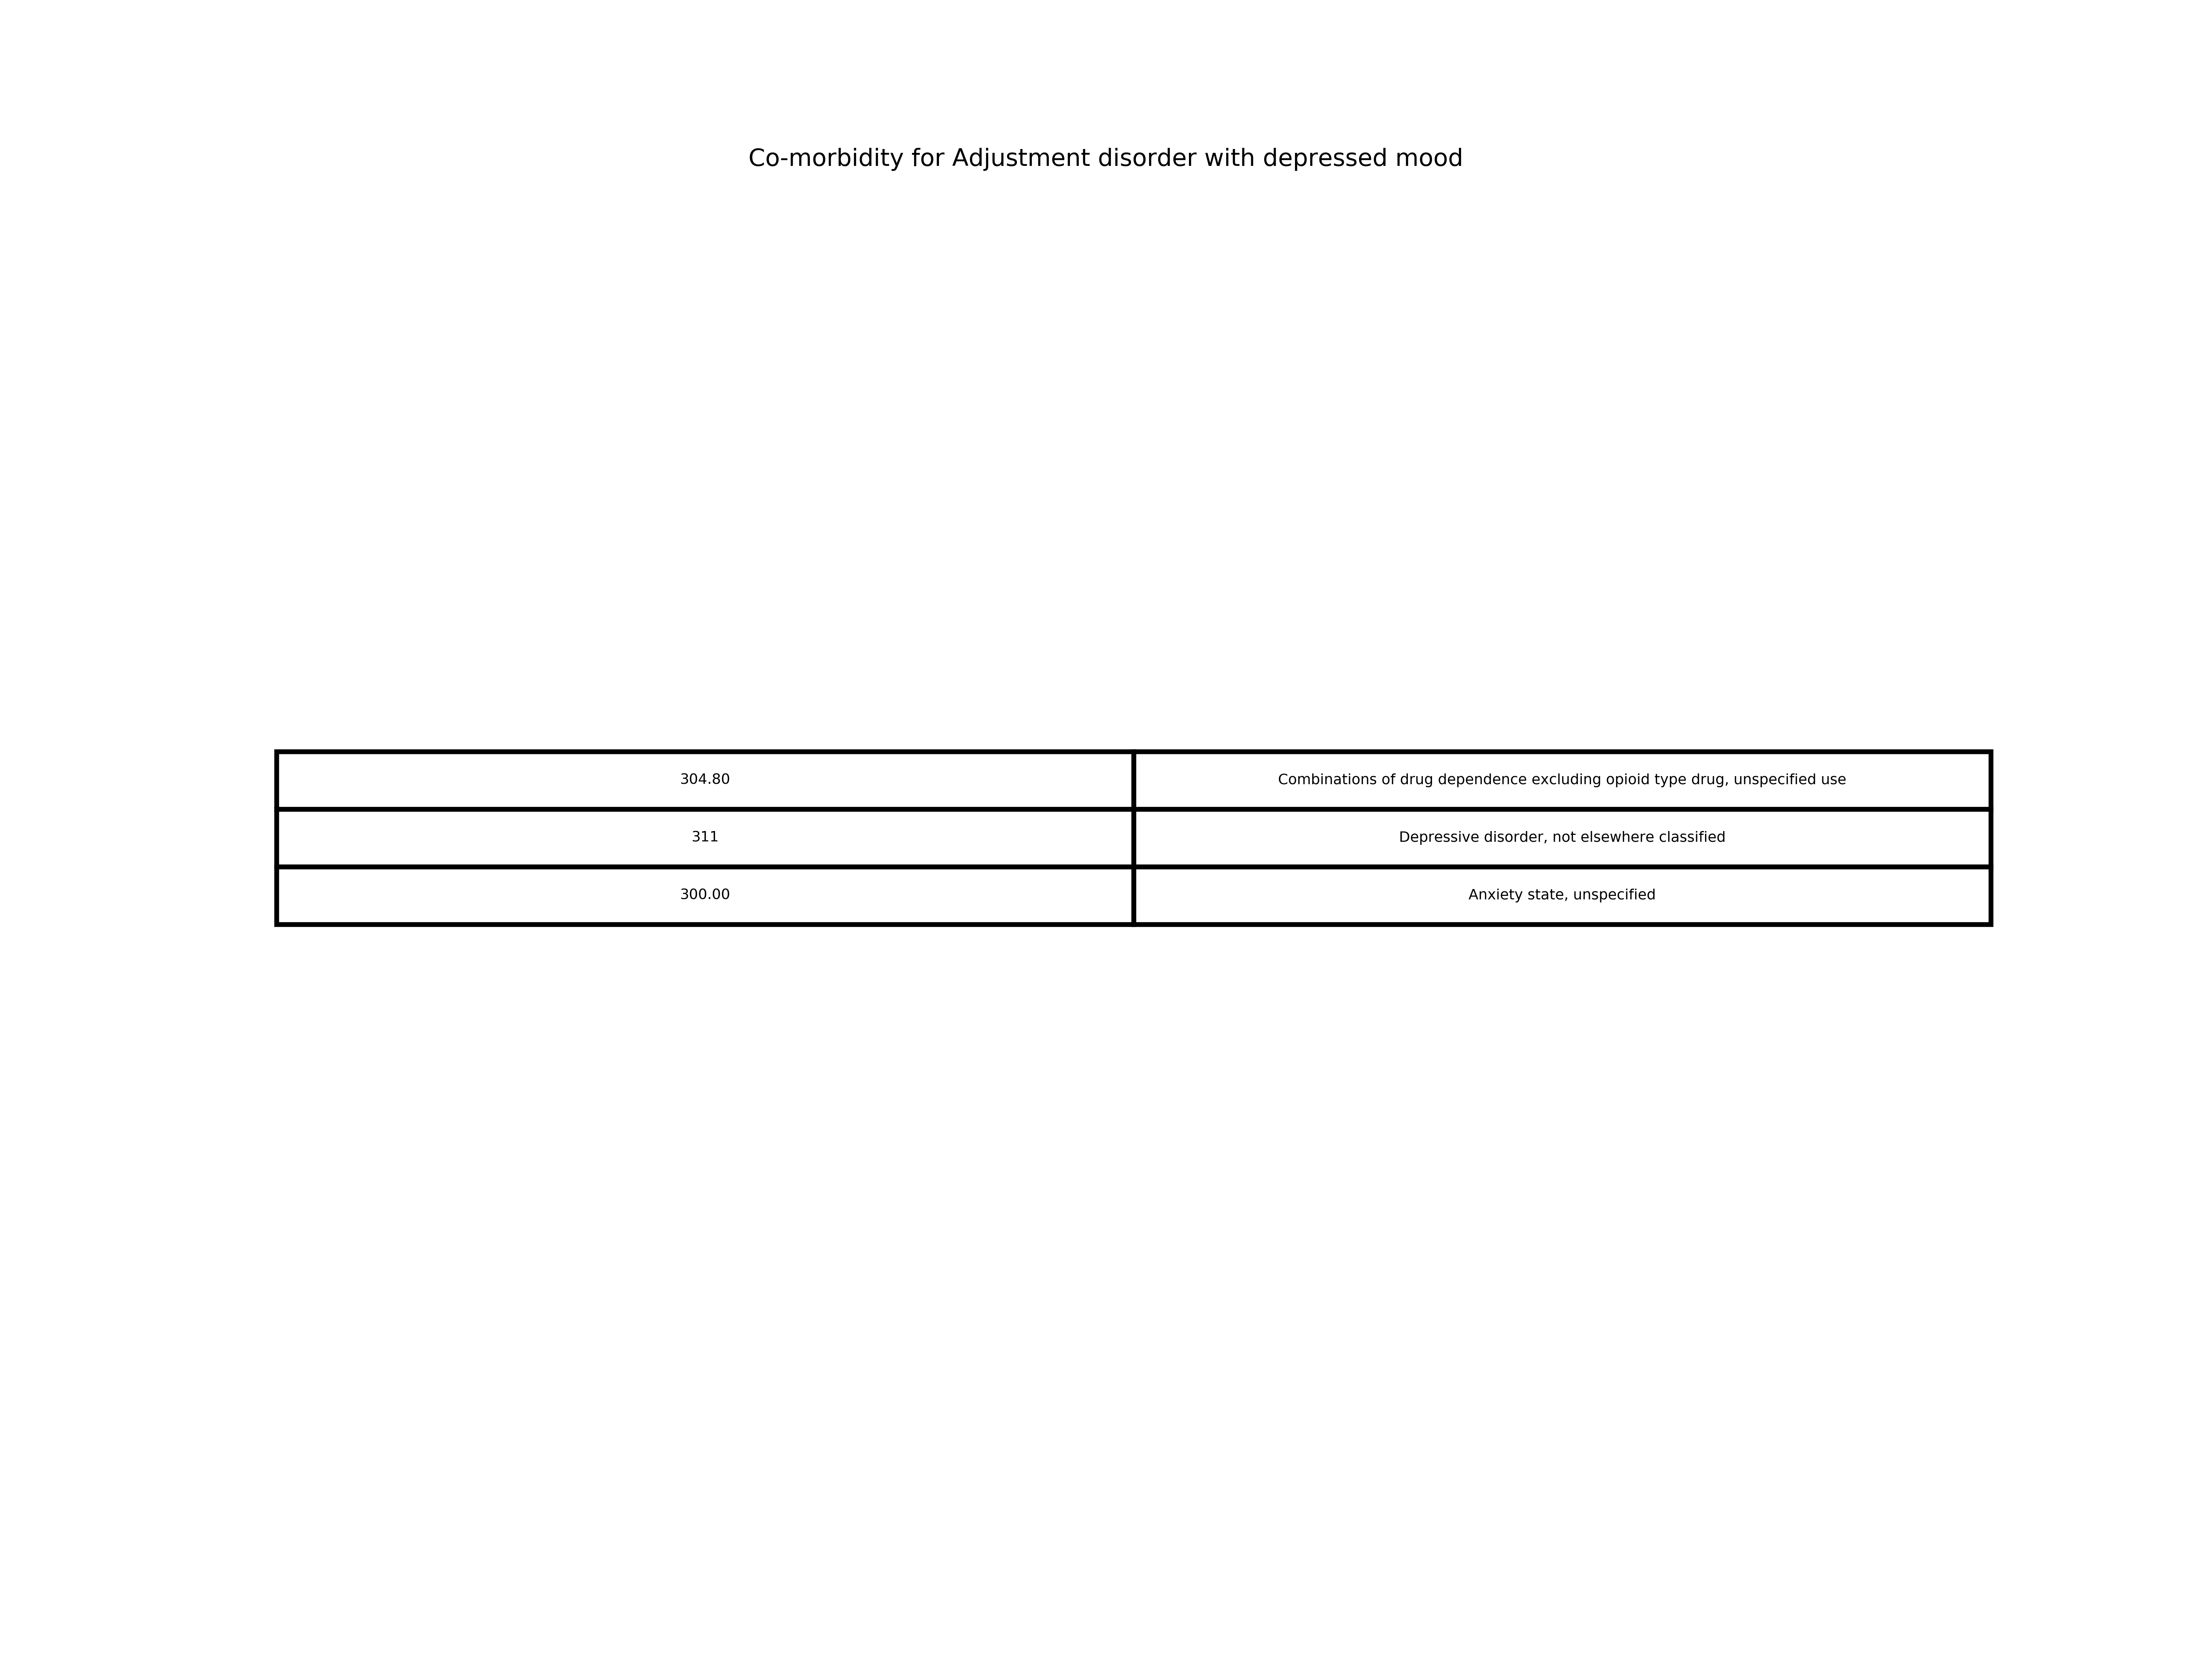 Co-morbidity for Adjustment disorder with depressed mood
304.80 Combinations of drug dependence excluding opioid type drug, unspecified use
311 Depressive disorder, not elsewhere classified
300.00 Anxiety state, unspecified